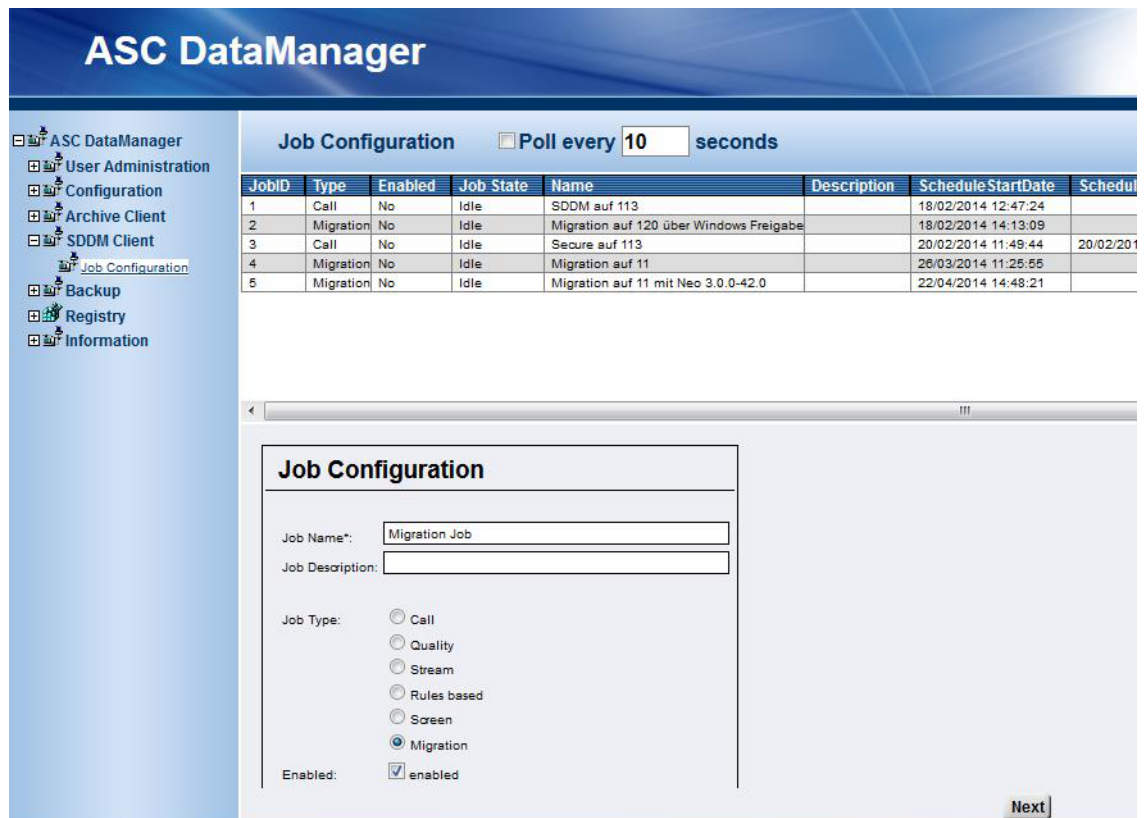 ASC DataManager
ASC DataManager
User Administration
Configuration
Archive Client
SDDM Client
Job Configuration
Backup
Registry
Information
Job Configuration Poll every 10 seconds
JobID Type Enabled Job State Name Description ScheduleStartDate Schedul
1 Call No Idle SDDM auf 113 18/02/2014 12:47:24
2 Migration No Idle Migration auf 120 über Windows Freigabe 18/02/2014 14:13:09
3 Call No Idle Secure auf 113 20/02/2014 11:49:44 20/02/201
4 Migration No Idle Migration auf 11 26/03/2014 11:25:55
5 Migration No Idle Migration auf 11 mit Neo 3.0.0-42.0 22/04/2014 14:48:21
Job Configuration
Job Name*: Migration Job
Job Description:
Job Type: Call
Quality
Stream
Rules based
Screen
Migration
Enabled: enabled
Next